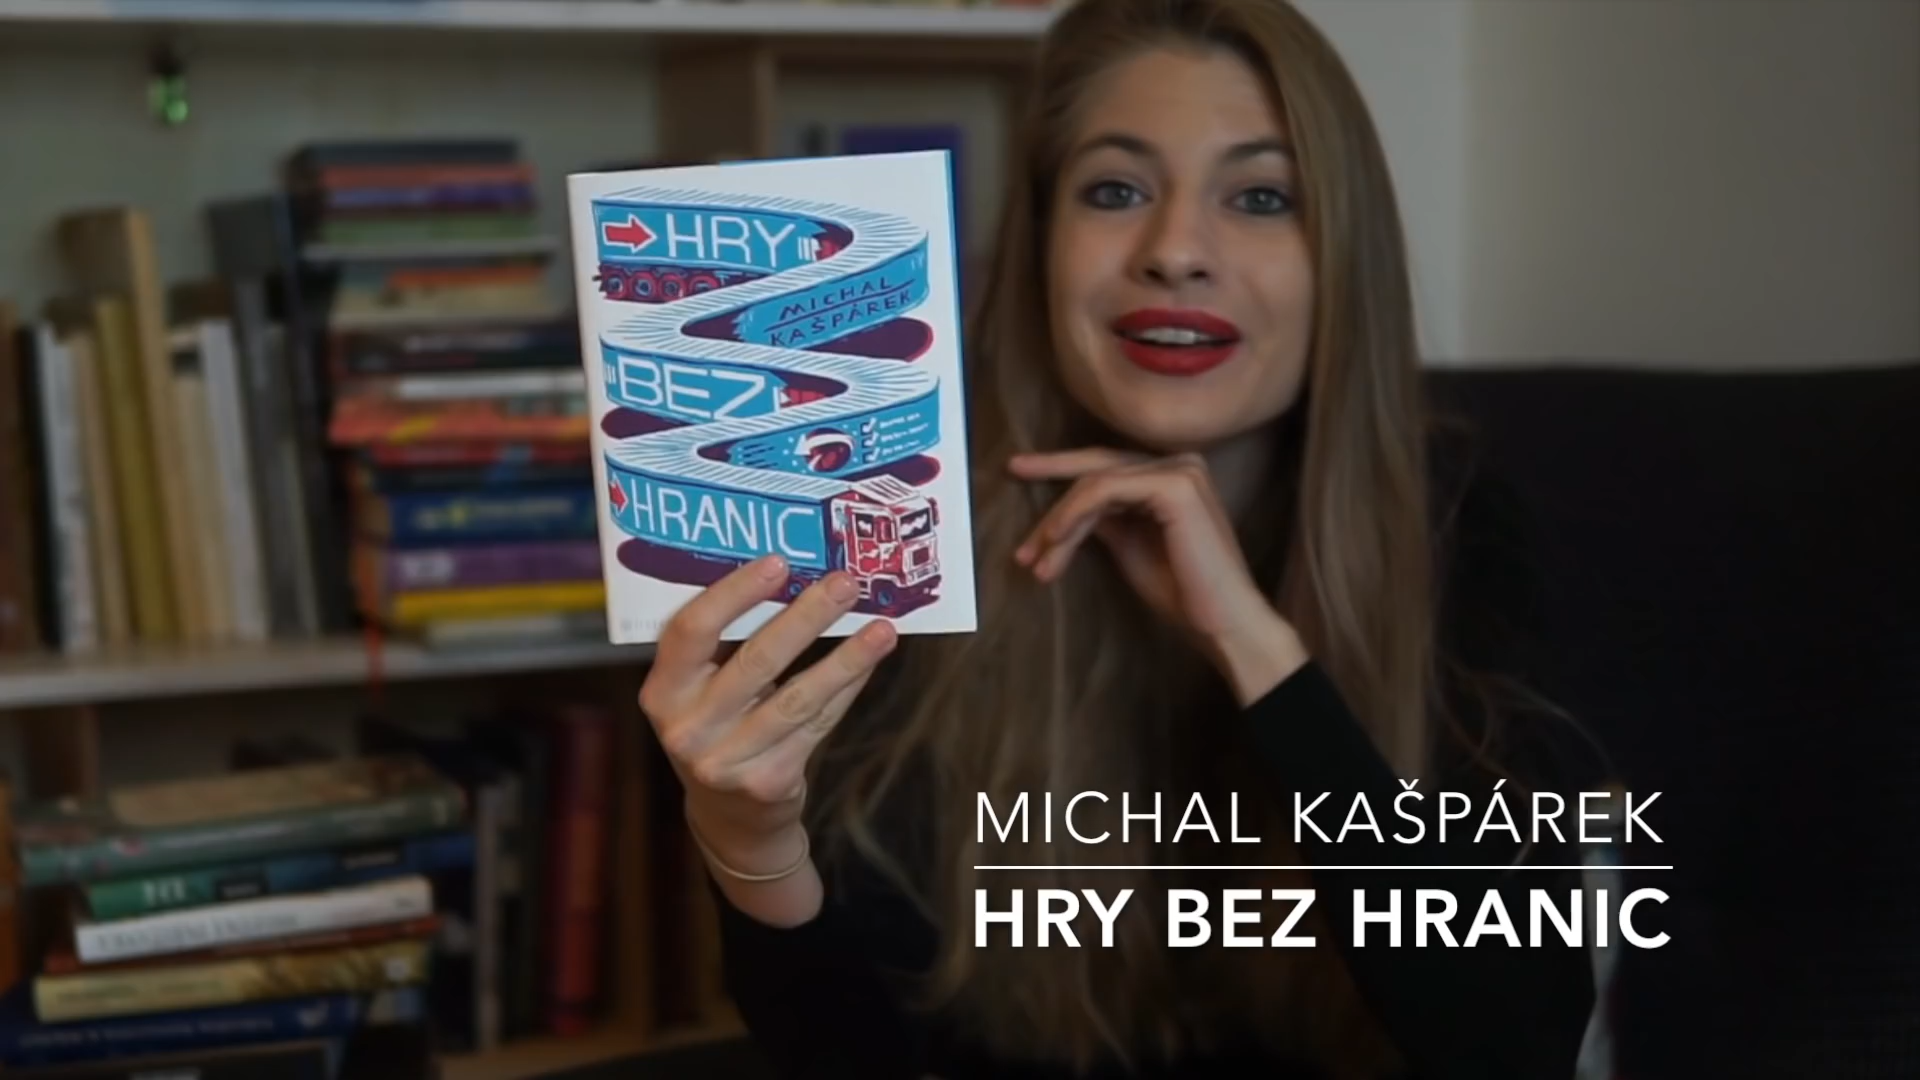 HRY
MICHAL
KAŠPÁREK
BEZ
HRANIC
MICHAL KAŠPÁREK
HRY BEZ HRANIC